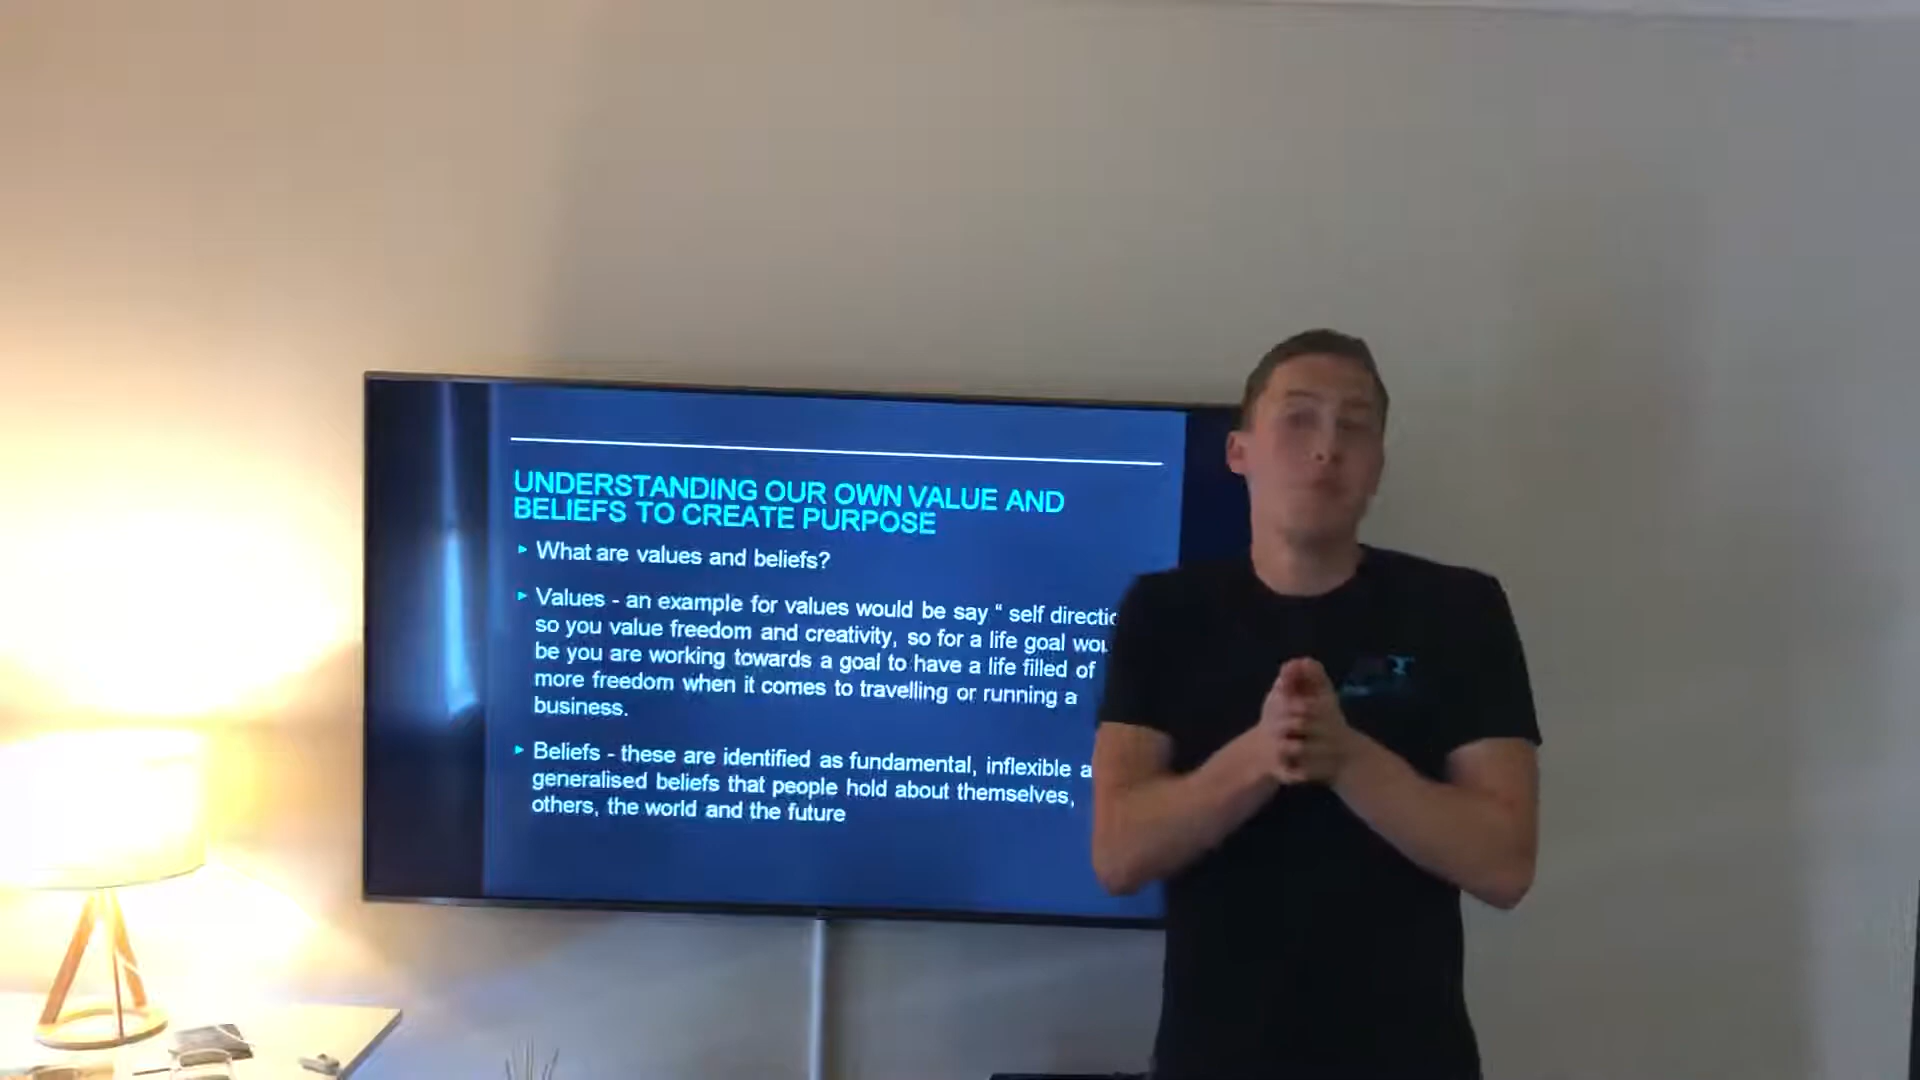 UNDERSTANDING OUR OWN VALUE AND
BELIEFS TO CREATE PURPOSE
What are values and beliefs?
Values - an example for values would be say “ self directio
so you value freedom and creativity, so for a life goal wou
be you are working towards a goal to have a life filled of
more freedom when it comes to travelling or running a
business.
Beliefs - these are identified as fundamental, inflexible a
generalised beliefs that people hold about themselves,
others, the world and the future